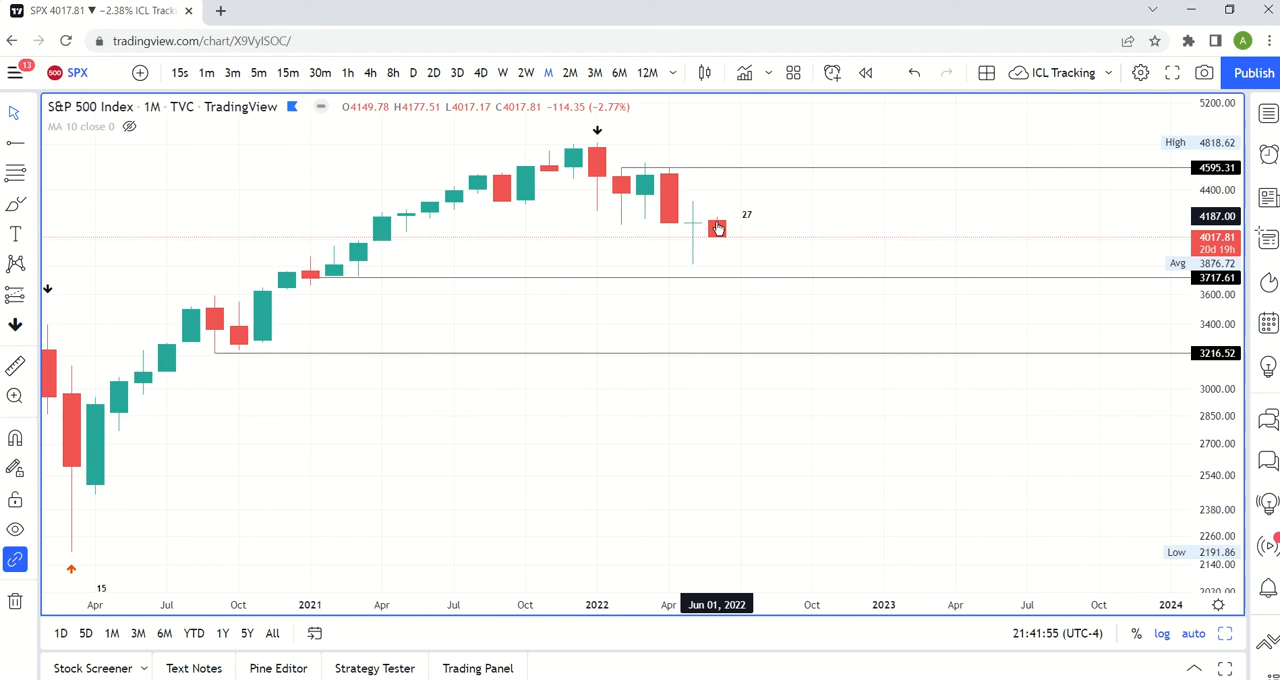 SPX 4017.81 ▼ −2.38% ICL Track
tradingview.com/chart/X9VyISOC/
A
13
500 SPX 15s 1m 3m 5m 15m 30m 1h 4h 8h D 2D 3D 4D W 2W M 2M 3M 6M 12M ICL Tracking Publish
S&P 500 Index · 1M · TVC · TradingView O4149.78 H4177.51 L4017.17 C4017.81 −114.35 (−2.77%)
MA 10 close 0
5200.00
High 4818.62
4595.31
4400.00
4187.00
4017.81
20d 19h
Avg 3876.72
3717.61
3600.00
3400.00
3216.52
3000.00
2850.00
2700.00
2540.00
2380.00
2260.00
Low 2191.86
2140.00
2030.00
27
15
Apr Jul Oct 2021 Apr Jul Oct 2022 Apr Jun 01, 2022 Oct 2023 Apr Jul Oct 2024
1D 5D 1M 3M 6M YTD 1Y 5Y All 21:41:55 (UTC-4) % log auto
Stock Screener Text Notes Pine Editor Strategy Tester Trading Panel